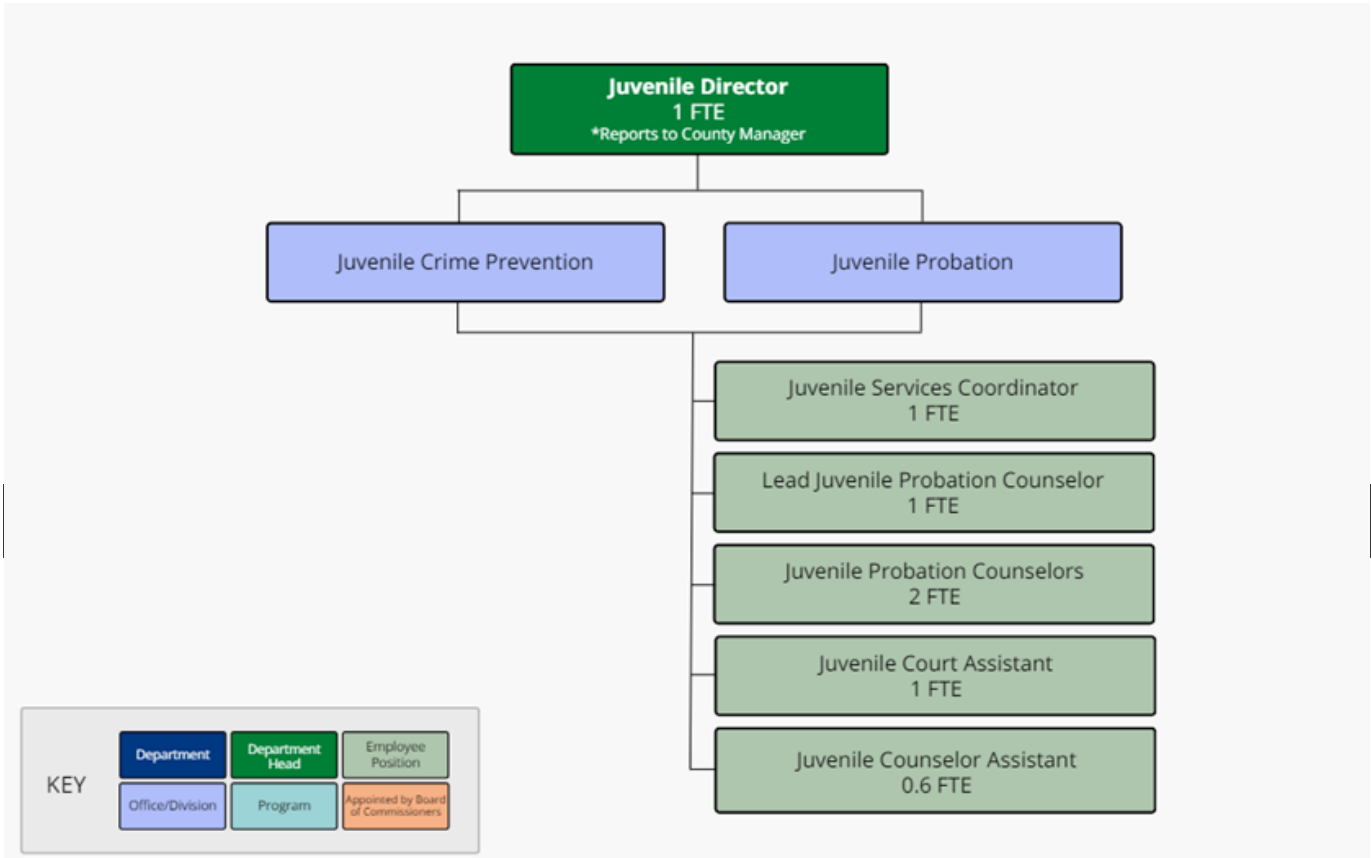 Juvenile Director
1 FTE
*Reports to County Manager
Juvenile Crime Prevention
Juvenile Probation
Juvenile Services Coordinator
1 FTE
Lead Juvenile Probation Counselor
1 FTE
Juvenile Probation Counselors
2 FTE
Juvenile Court Assistant
1 FTE
Juvenile Counselor Assistant
0.6 FTE
KEY
Department
Department
Head
Employee
Position
Office/Division
Program
Appointed by Board
of Commissioners